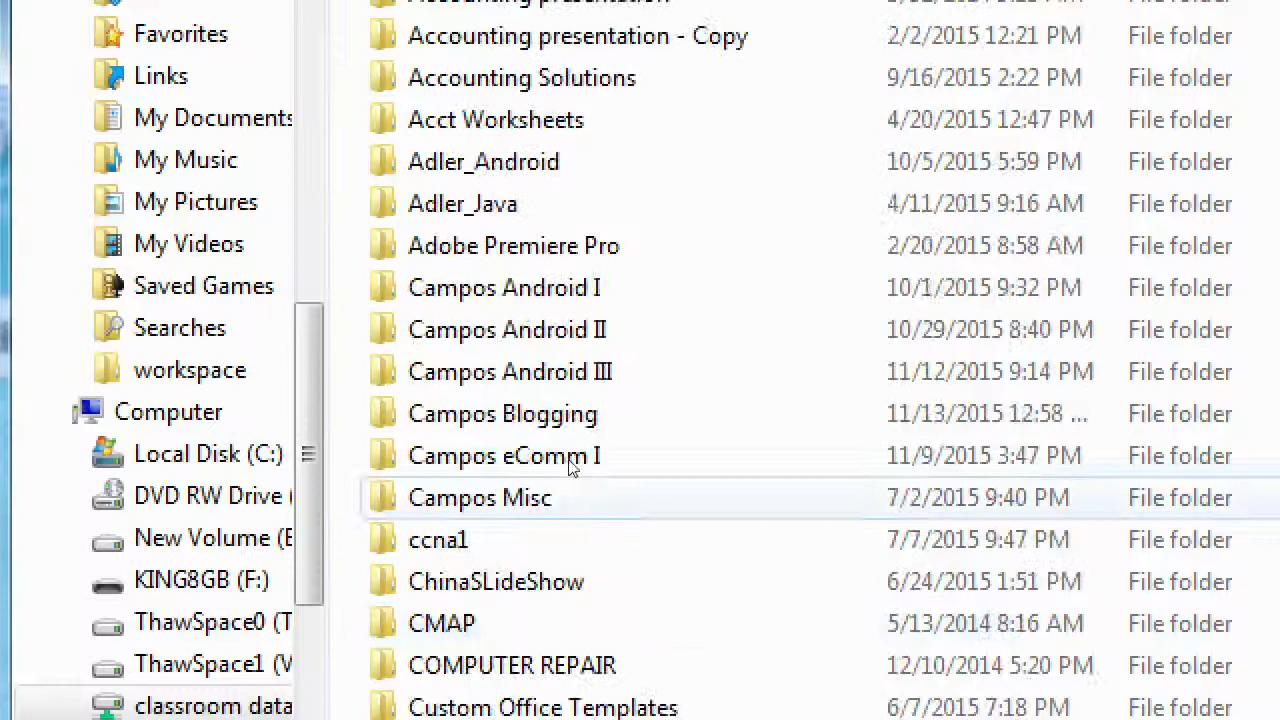 Favorites
Links
My Documents
My Music
My Pictures
My Videos
Saved Games
Searches
workspace
Computer
Local Disk (C:)
DVD RW Drive (
New Volume (E
KING8GB (F:)
ThawSpace0 (T
ThawSpace1 (V
classroom data
Accounting presentation
Accounting presentation - Copy 2/2/2015 12:21 PM File folder
Accounting Solutions 9/16/2015 2:22 PM File folder
Acct Worksheets 4/20/2015 12:47 PM File folder
Adler_Android 10/5/2015 5:59 PM File folder
Adler_Java 4/11/2015 9:16 AM File folder
Adobe Premiere Pro 2/20/2015 8:58 AM File folder
Campos Android I 10/1/2015 9:32 PM File folder
Campos Android II 10/29/2015 8:40 PM File folder
Campos Android III 11/12/2015 9:14 PM File folder
Campos Blogging 11/13/2015 12:58 ... File folder
Campos eComm I 11/9/2015 3:47 PM File folder
Campos Misc 7/2/2015 9:40 PM File folder
ccna1 7/7/2015 9:47 PM File folder
ChinaSLideShow 6/24/2015 1:51 PM File folder
CMAP 5/13/2014 8:16 AM File folder
COMPUTER REPAIR 12/10/2014 5:20 PM File folder
Custom Office Templates 6/7/2015 7:18 PM File folder